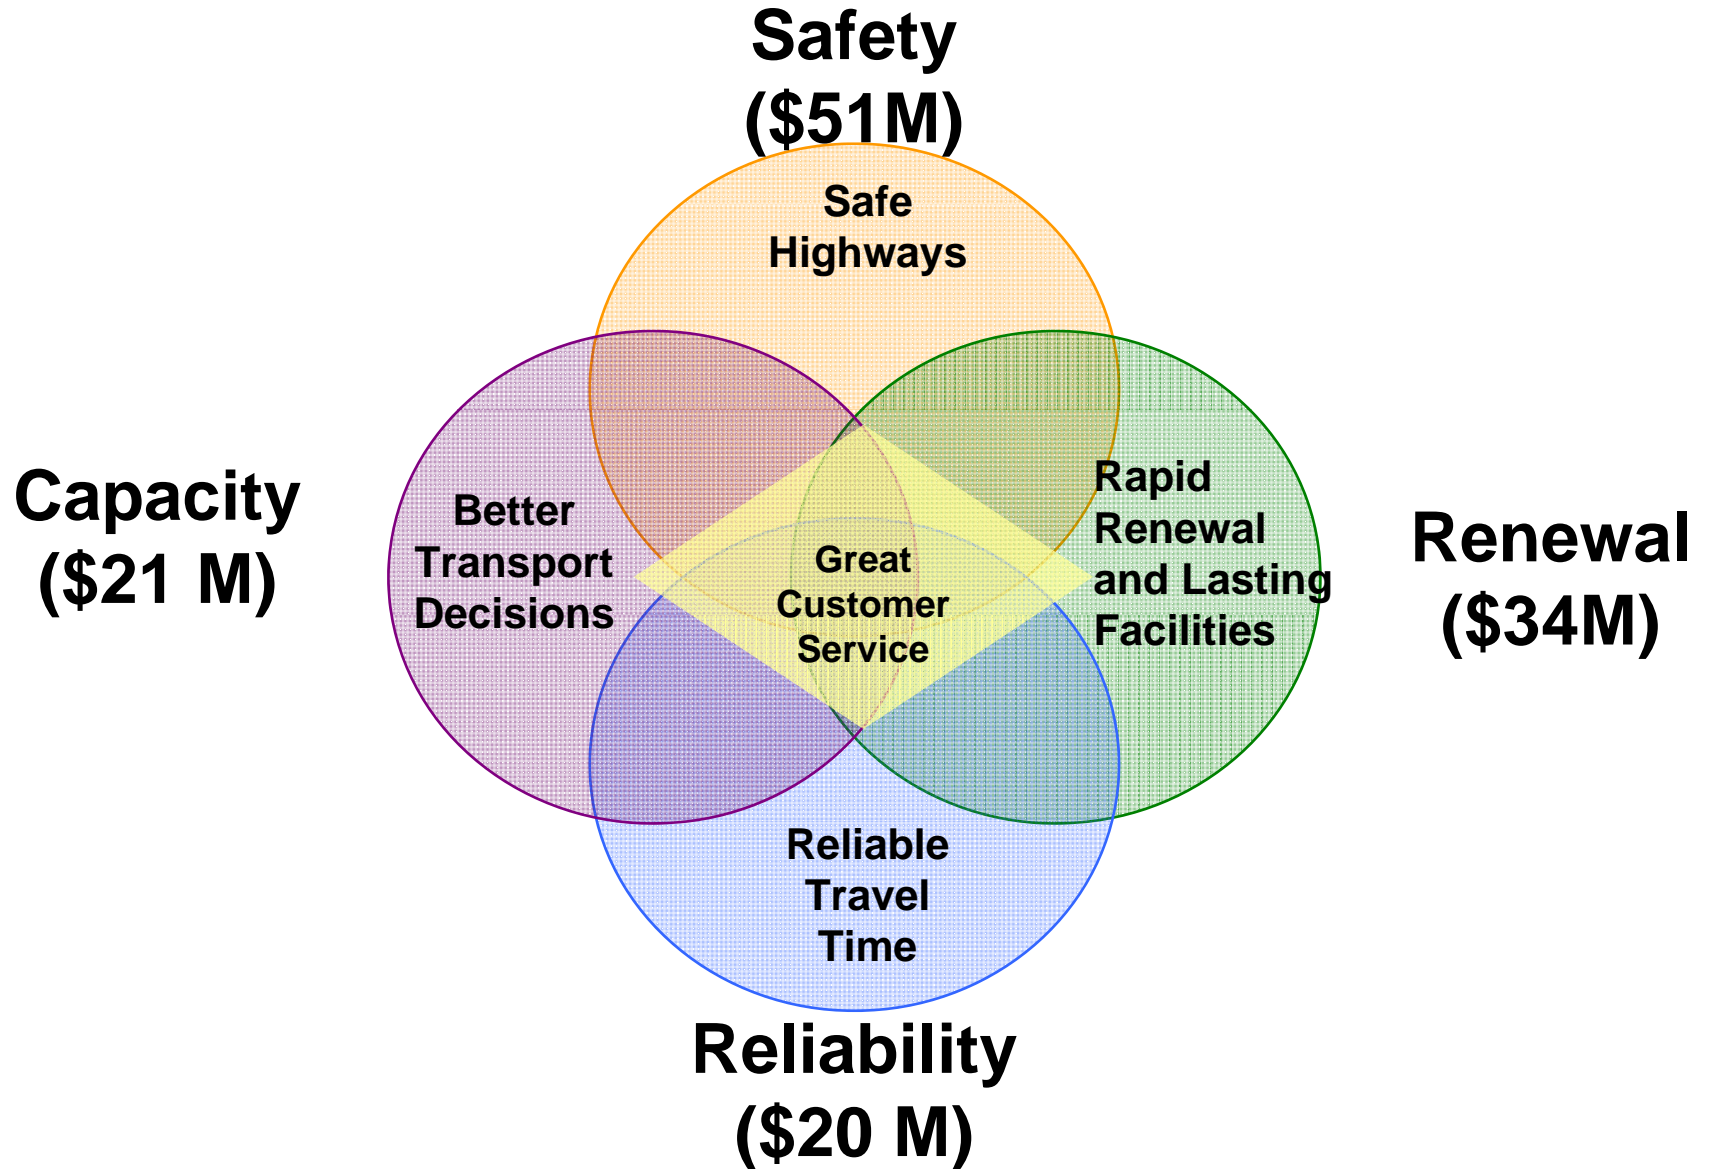 Safety
($51M)
Safe
Highways
Capacity
($21 M)
Better
Transport
Decisions
Great
Customer
Service
Rapid
Renewal
and Lasting
Facilities
Renewal
($34M)
Reliable
Travel
Time
Reliability
($20 M)